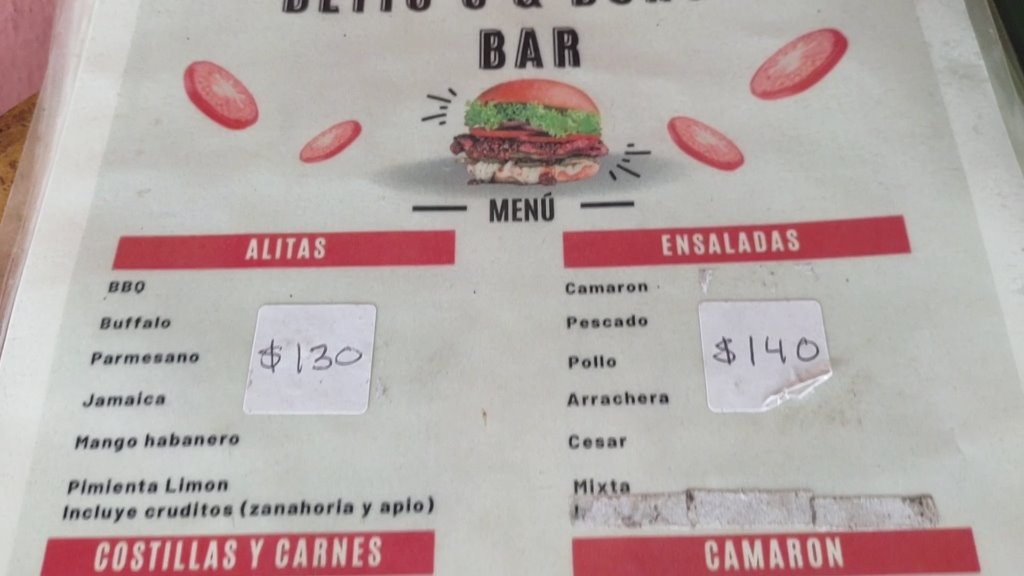 BAR
MENÚ
ALITAS
BBQ
Buffalo
Parmesano
$130
Jamaica
Mango habanero
Pimienta Limon
Incluye cruditos (zanahoria y apio)
COSTILLAS Y CARNES
ENSALADAS
Camaron
Pescado
Pollo
$140
Arrachera
Cesar
Mixta
CAMARON